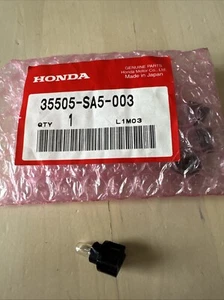 HONDA
GENUINE PARTS
Honda Motor Co., Ltd.
Made in Japan
35505-SA5-003
QTY 1 L1M03